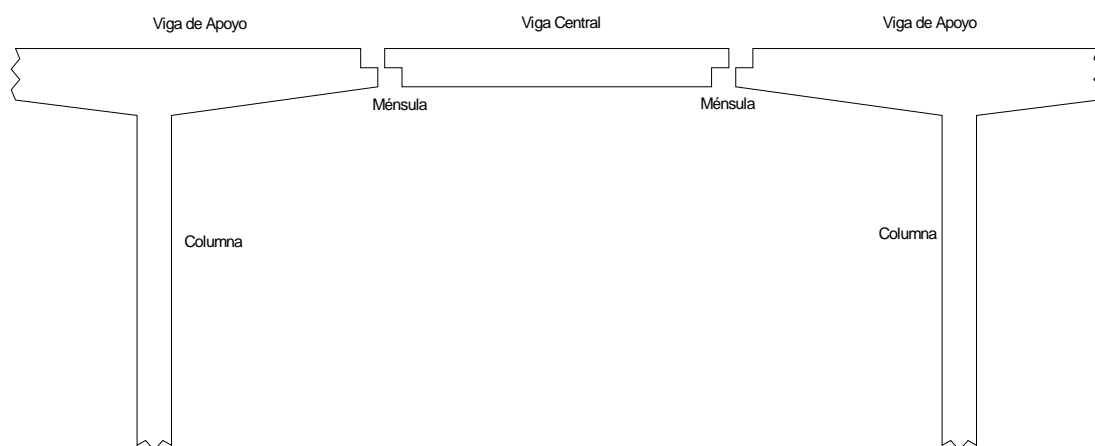 Viga de Apoyo
Viga Central
Viga de Apoyo
Ménsula
Ménsula
Columna
Columna